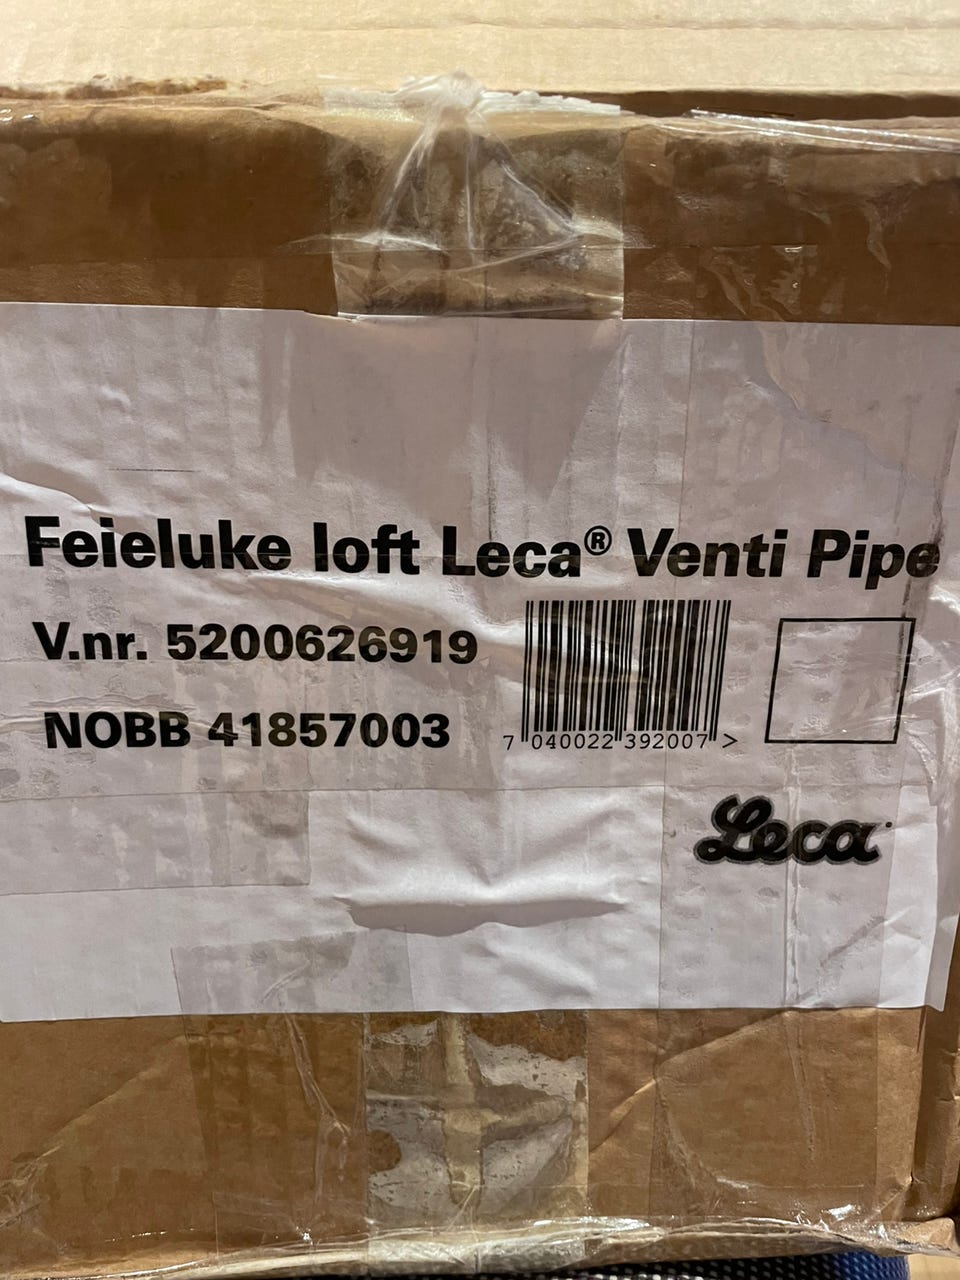 Feieluke loft Leca® Venti Pipe
V.nr. 5200626919
NOBB 41857003
7 040022 392007 >
Leca